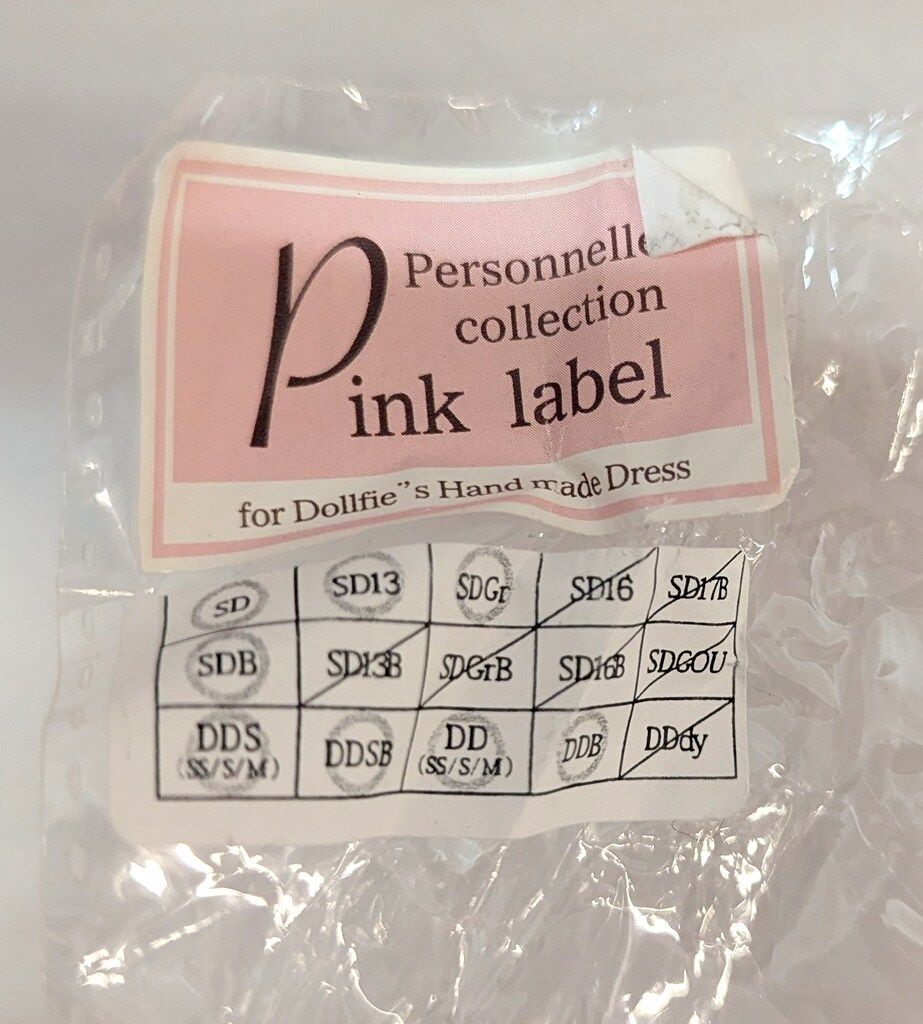 Personnelle
collection
Pink label
for Dollfie"s Hand made Dress
SD SD13 SDGr SD16 SD17B
SDB SD13B SDGrB SD16B SDGOU
DDS DDSB DD DDB DDdy
(SS/S/M) (SS/S/M)